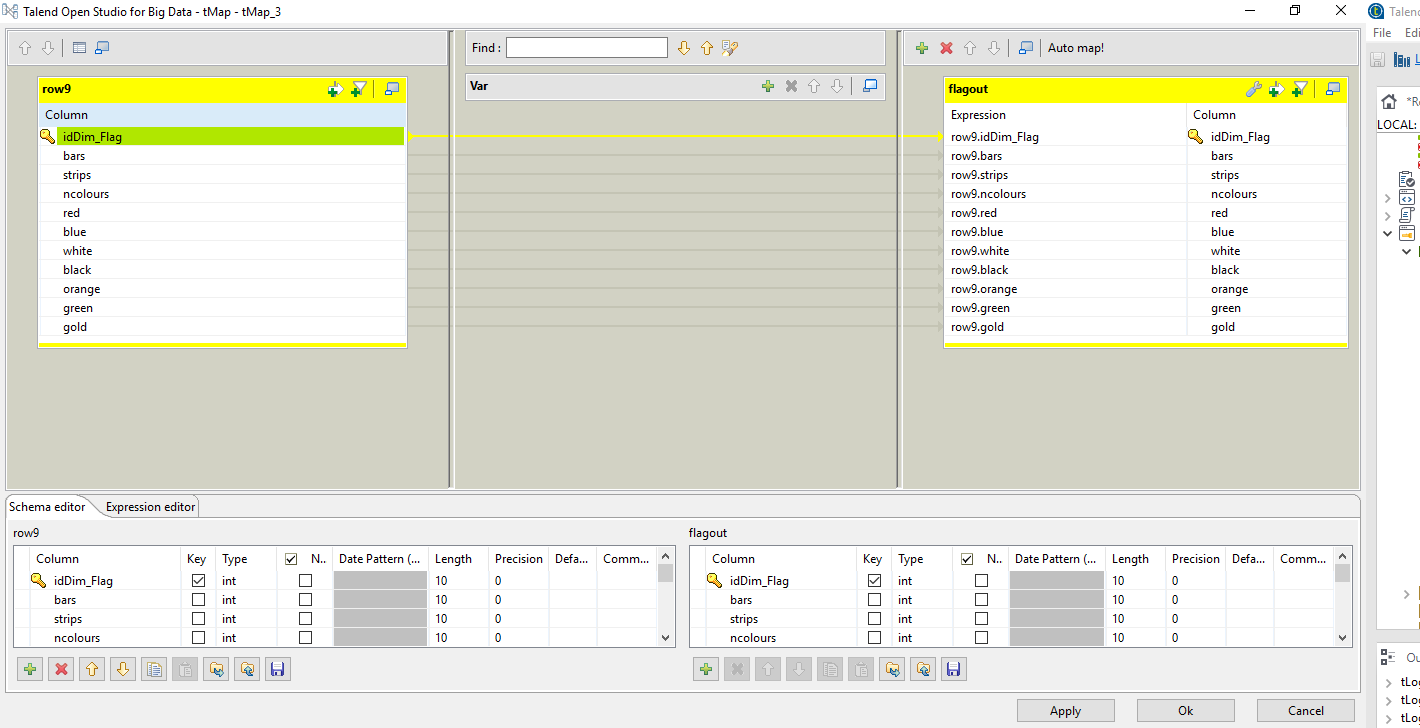 Talend Open Studio for Big Data - tMap - tMap_3
Talend
File Edi
Find :
Auto map!
row9
Var
flagout
Column
Expression Column
idDim_Flag
row9.idDim_Flag idDim_Flag
bars
row9.bars bars
strips
row9.strips strips
ncolours
row9.ncolours ncolours
red
row9.red red
blue
row9.blue blue
white
row9.white white
black
row9.black black
orange
row9.orange orange
green
row9.green green
gold
row9.gold gold
LOCAL:
Schema editor Expression editor
row9
Column Key Type N.. Date Pattern (... Length Precision Defa... Comm...
idDim_Flag int 10 0
bars int 10 0
strips int 10 0
ncolours int 10 0
flagout
Column Key Type N.. Date Pattern (... Length Precision Defa... Comm...
idDim_Flag int 10 0
bars int 10 0
strips int 10 0
ncolours int 10 0
Apply Ok Cancel
Ou
tLog
tLog
tLog